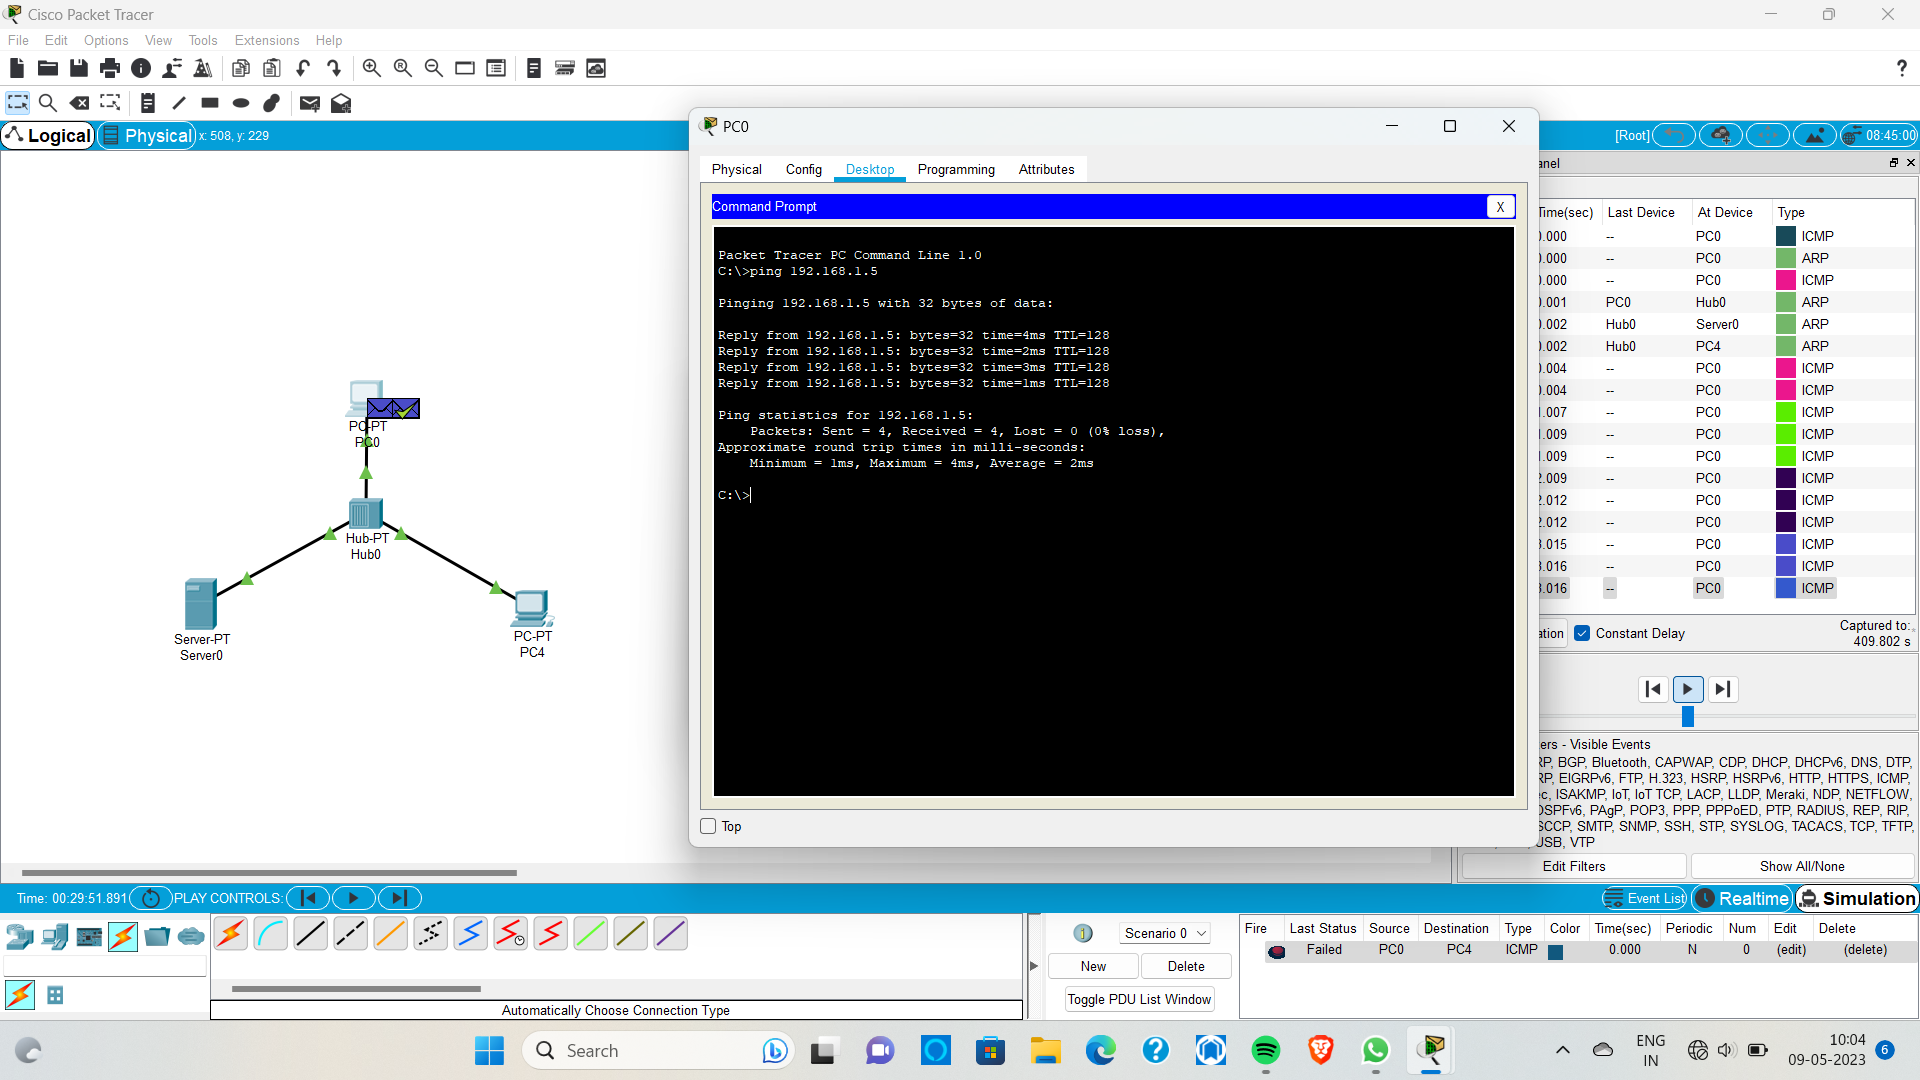 Cisco Packet Tracer
File Edit Options View Tools Extensions Help
Logical Physical x: 508, y: 229
[Root] 08:45:00
PC0
Physical Config Desktop Programming Attributes
Command Prompt X
Packet Tracer PC Command Line 1.0
C:\>ping 192.168.1.5
Pinging 192.168.1.5 with 32 bytes of data:
Reply from 192.168.1.5: bytes=32 time=4ms TTL=128
Reply from 192.168.1.5: bytes=32 time=2ms TTL=128
Reply from 192.168.1.5: bytes=32 time=3ms TTL=128
Reply from 192.168.1.5: bytes=32 time=1ms TTL=128
Ping statistics for 192.168.1.5:
Packets: Sent = 4, Received = 4, Lost = 0 (0% loss),
Approximate round trip times in milli-seconds:
Minimum = 1ms, Maximum = 4ms, Average = 2ms
C:\>
Top
PC-PT
PC0
Hub-PT
Hub0
Server-PT
Server0
PC-PT
PC4
anel
Time(sec) Last Device At Device Type
.000 -- PC0 ICMP
.000 -- PC0 ARP
.000 -- PC0 ICMP
.001 PC0 Hub0 ARP
.002 Hub0 Server0 ARP
.002 Hub0 PC4 ARP
.004 -- PC0 ICMP
.004 -- PC0 ICMP
.007 -- PC0 ICMP
.009 -- PC0 ICMP
.009 -- PC0 ICMP
.009 -- PC0 ICMP
.012 -- PC0 ICMP
.012 -- PC0 ICMP
.015 -- PC0 ICMP
.016 -- PC0 ICMP
.016 -- PC0 ICMP
ation Constant Delay Captured to:
409.802 s
ers - Visible Events
RP, BGP, Bluetooth, CAPWAP, CDP, DHCP, DHCPv6, DNS, DTP,
RP, EIGRPv6, FTP, H.323, HSRP, HSRPv6, HTTP, HTTPS, ICMP,
ec, ISAKMP, IoT, IoT TCP, LACP, LLDP, Meraki, NDP, NETFLOW,
OSPFv6, PAgP, POP3, PPP, PPPoED, PTP, RADIUS, REP, RIP,
SCCP, SMTP, SNMP, SSH, STP, SYSLOG, TACACS, TCP, TFTP,
USB, VTP
Edit Filters Show All/None
Time: 00:29:51.891 PLAY CONTROLS: Event List Realtime Simulation
Automatically Choose Connection Type
Scenario 0
New Delete
Toggle PDU List Window
Fire Last Status Source Destination Type Color Time(sec) Periodic Num Edit Delete
Failed PC0 PC4 ICMP 0.000 N 0 (edit) (delete)
Search
ENG
IN
10:04
09-05-2023
6